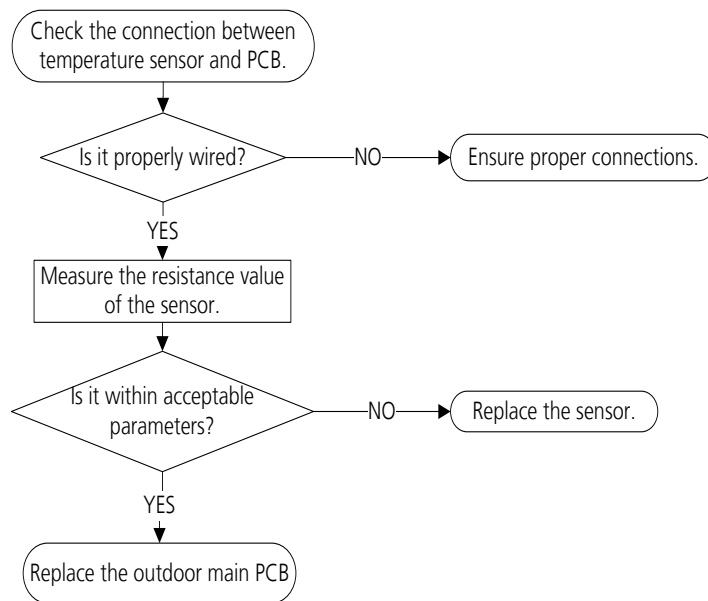 Check the connection between
temperature sensor and PCB.
Is it properly wired?
NO
Ensure proper connections.
YES
Measure the resistance value
of the sensor.
Is it within acceptable
parameters?
NO
Replace the sensor.
YES
Replace the outdoor main PCB